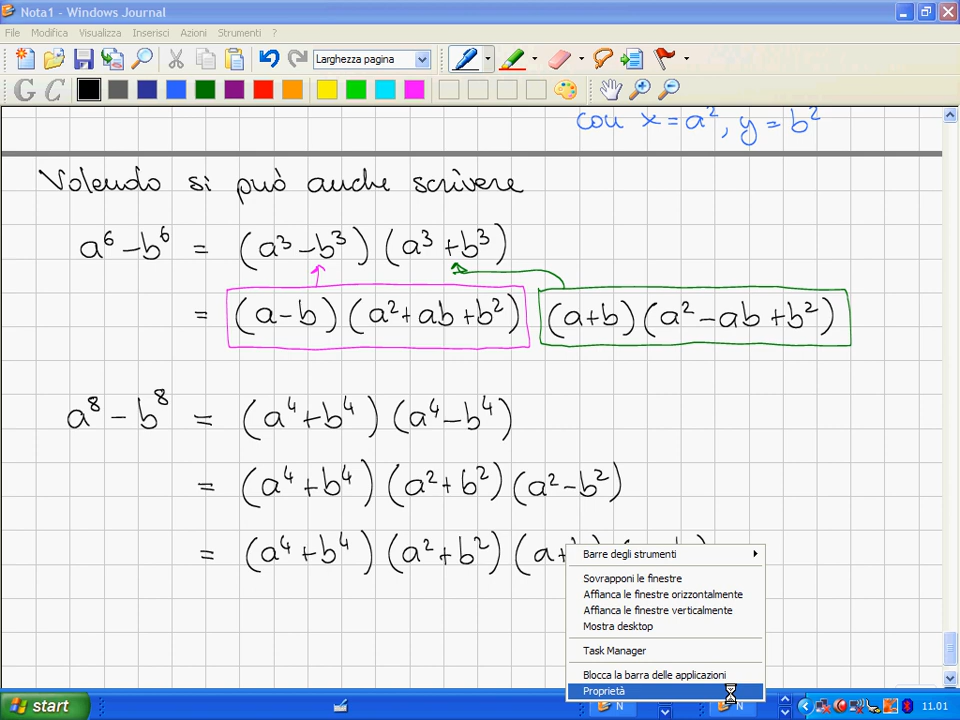 Nota1 - Windows Journal
File Modifica Visualizza Inserisci Azioni Strumenti ?
Larghezza pagina
G C
con x = a², y = b²
Volendo si può anche scrivere
a⁶ - b⁶ = (a³ - b³) (a³ + b³)
= (a - b) (a² + ab + b²) (a + b) (a² - ab + b²)
a⁸ - b⁸ = (a⁴ + b⁴) (a⁴ - b⁴)
= (a⁴ + b⁴) (a² + b²) (a² - b²)
= (a⁴ + b⁴) (a² + b²) (a +
Barre degli strumenti
Sovrapponi le finestre
Affianca le finestre orizzontalmente
Affianca le finestre verticalmente
Mostra desktop
Task Manager
Blocca la barra delle applicazioni
Proprietà
start N N 11.01